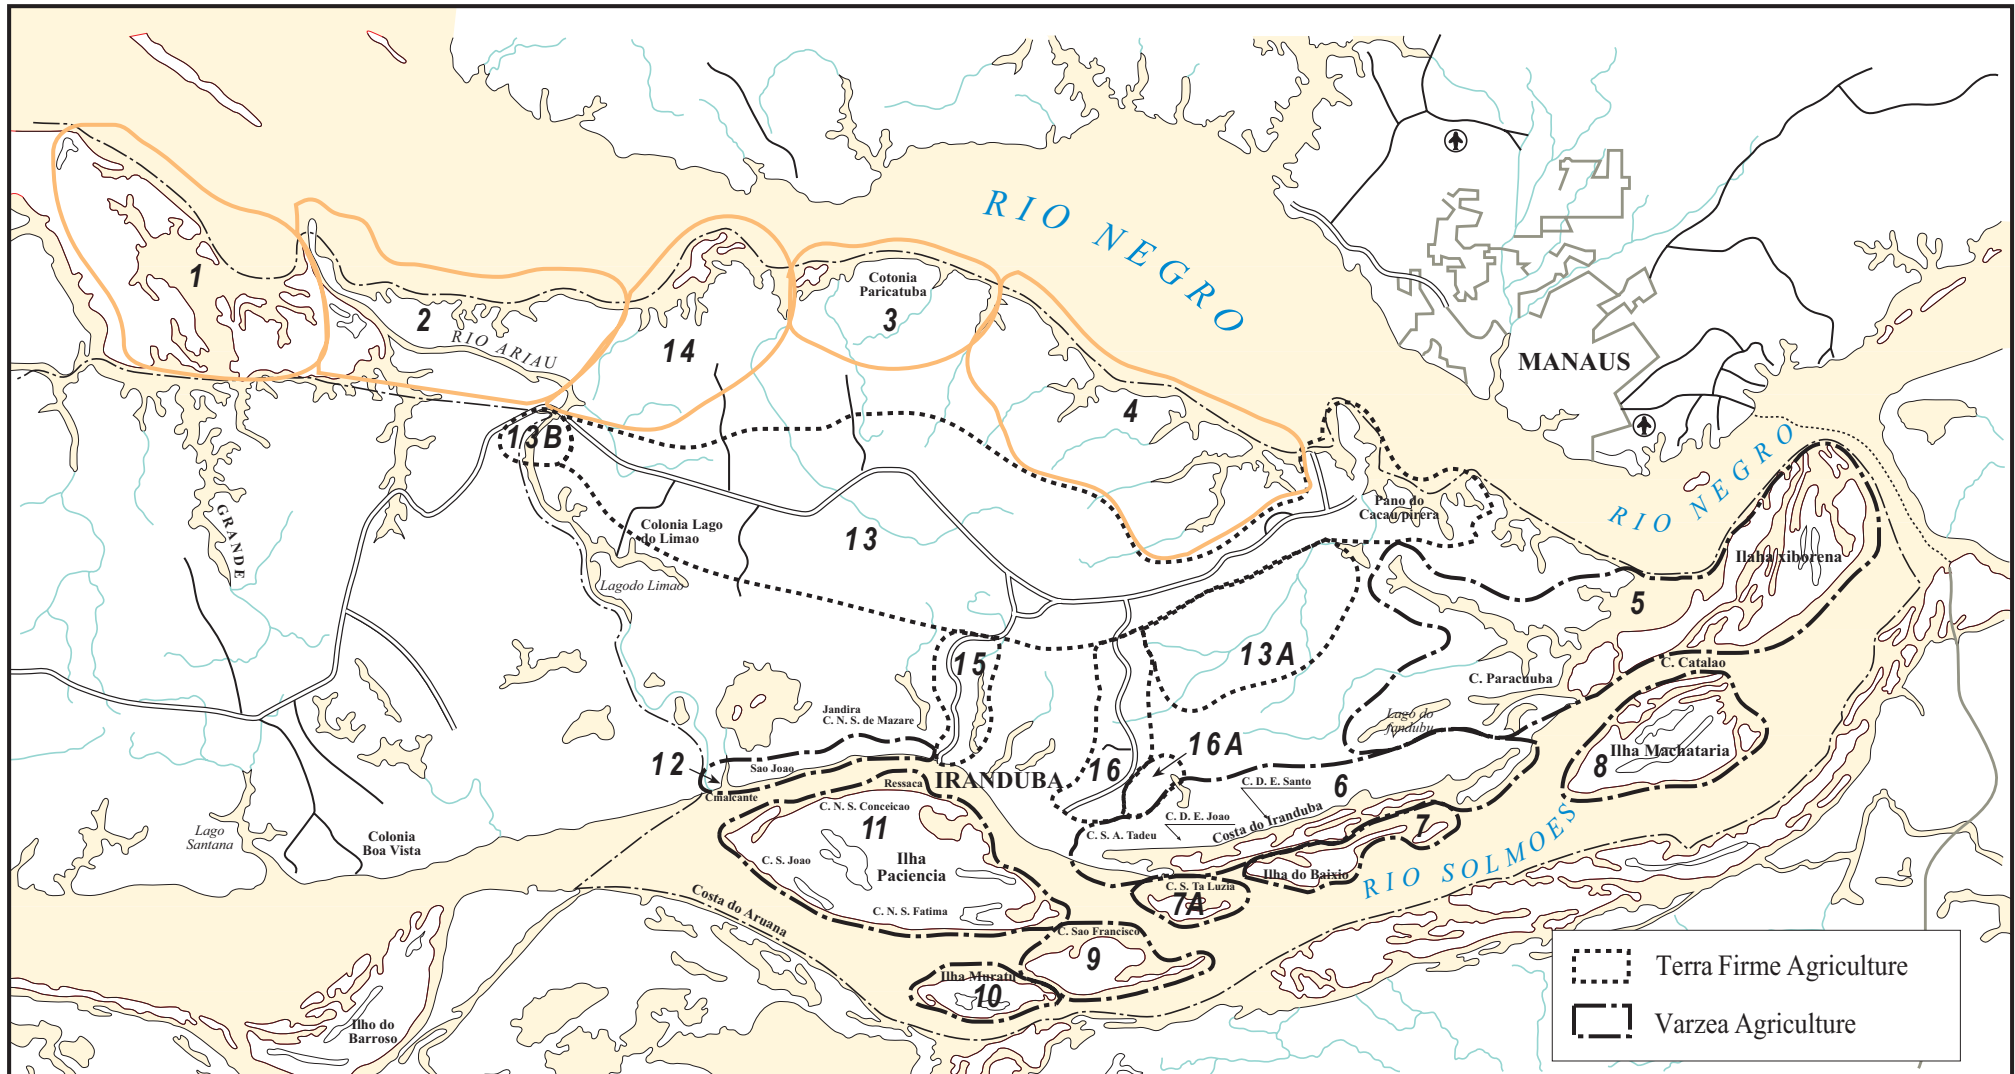 RIO NEGRO
1
2
RIO ARIAU
14
Cotonia
Paricatuba
3
4
MANAUS
RIO NEGRO
13B
GRANDE
Colonia Lago
do Limao
13
Lagodo Limao
Pano do
Cacau pirera
Ilaha xiborena
5
C. Catalao
C. Paracuuba
13A
15
Jandira
C. N. S. de Mazare
Lago do
fandubu
12
Sao Joao
Cmalcante
Ressaca
IRANDUBA
16
16A
C. D. E. Santo
6
8
Ilha Machataria
C. N. S. Conceicao
11
C. S. A. Tadeu
C. D. E. Joao
Costa do Iranduba
7
Lago
Santana
Colonia
Boa Vista
C. S. Joao
Ilha
Paciencia
Ilha do Baixio
RIO SOLMOES
C. S. Ta Luzia
7A
Costa do Aruana
C. N. S. Fatima
C. Sao Francisco
9
Ilha Muratu
10
Ilho do
Barroso
Terra Firme Agriculture
Varzea Agriculture